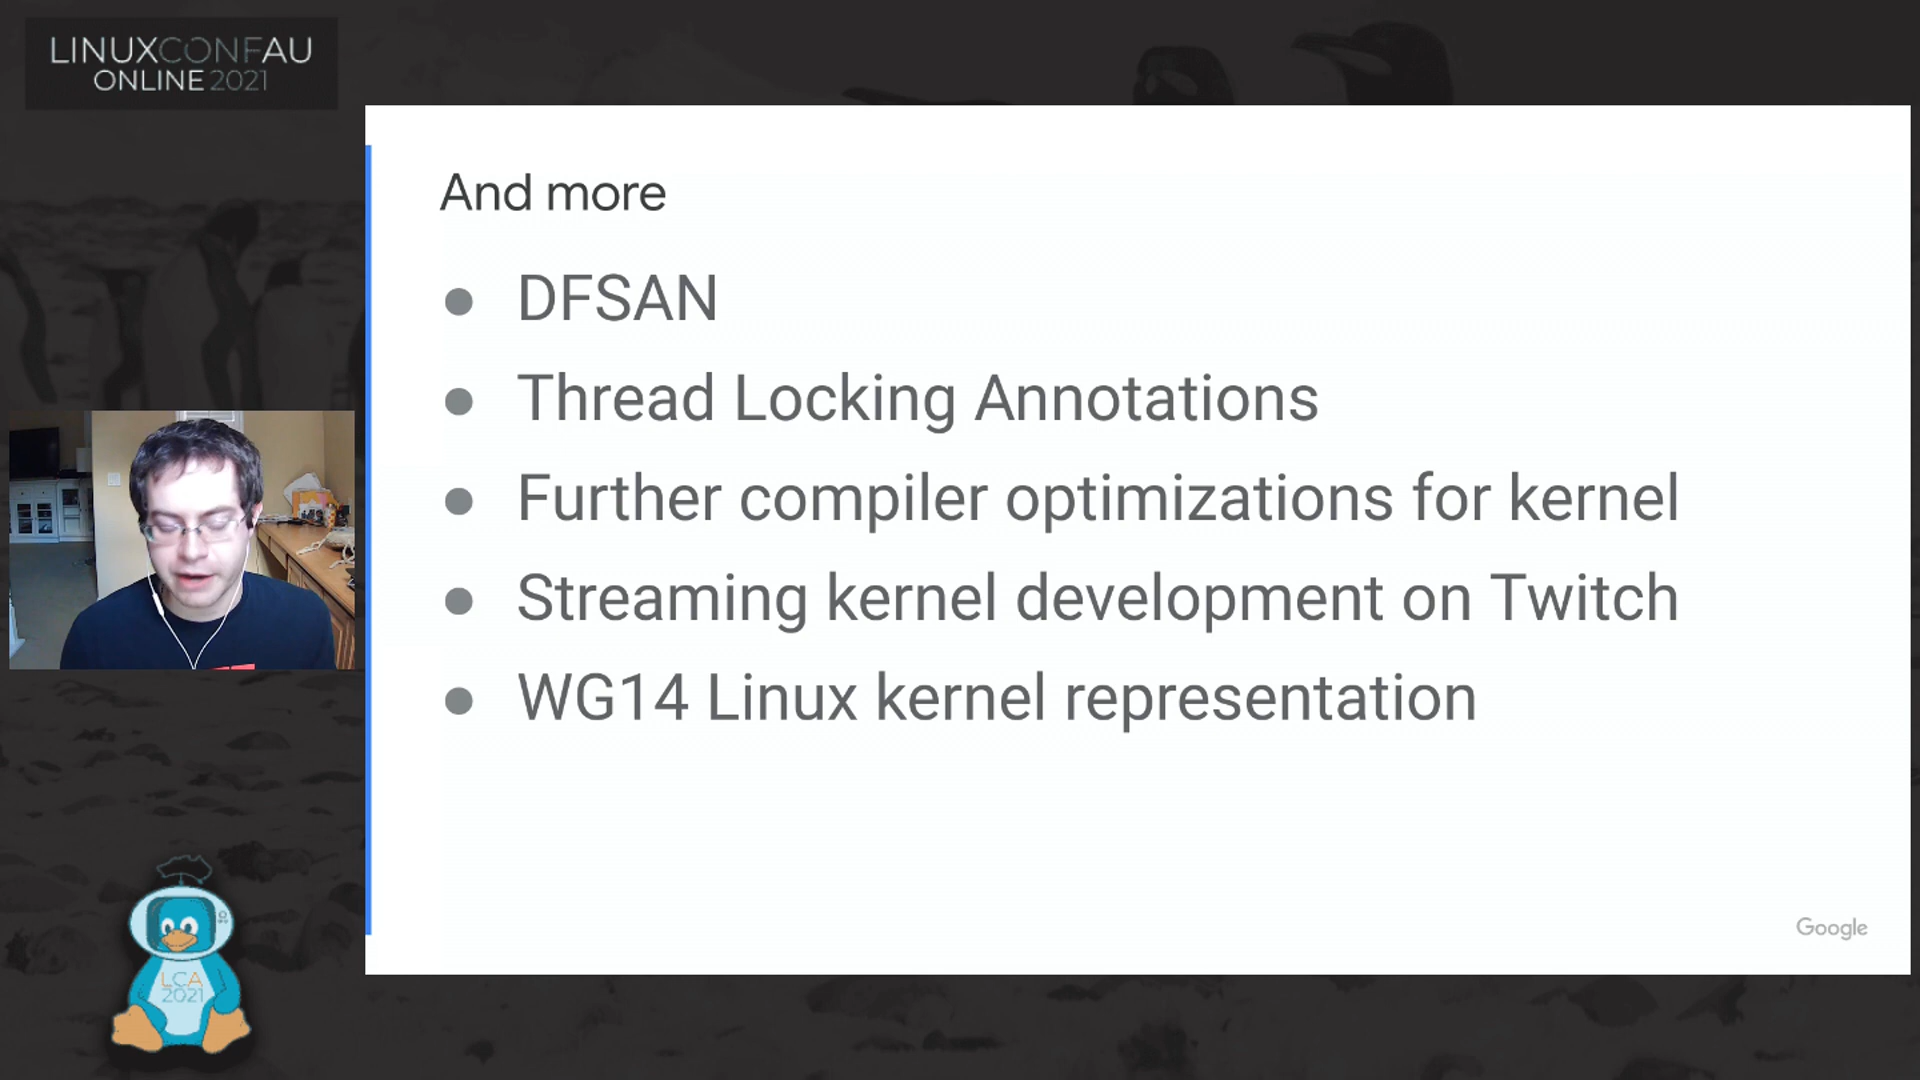 LINUXCONFAU
ONLINE 2021
And more
DFSAN
Thread Locking Annotations
Further compiler optimizations for kernel
Streaming kernel development on Twitch
WG14 Linux kernel representation
Google
LCA
2021